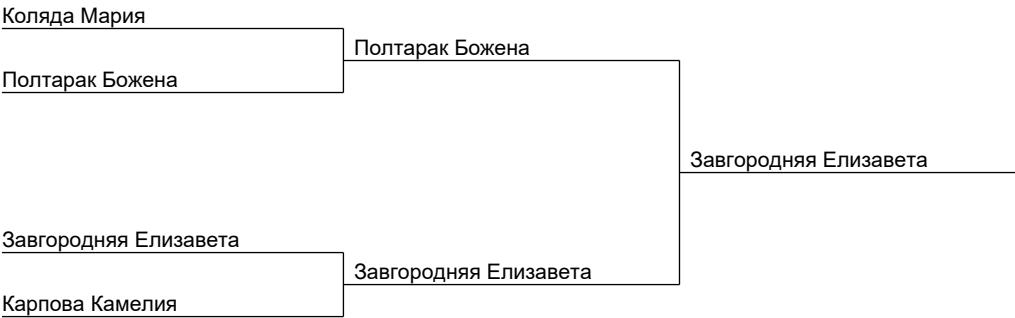 Коляда Мария
Полтарак Божена
Полтарак Божена
Завгородняя Елизавета
Завгородняя Елизавета
Завгородняя Елизавета
Карпова Камелия